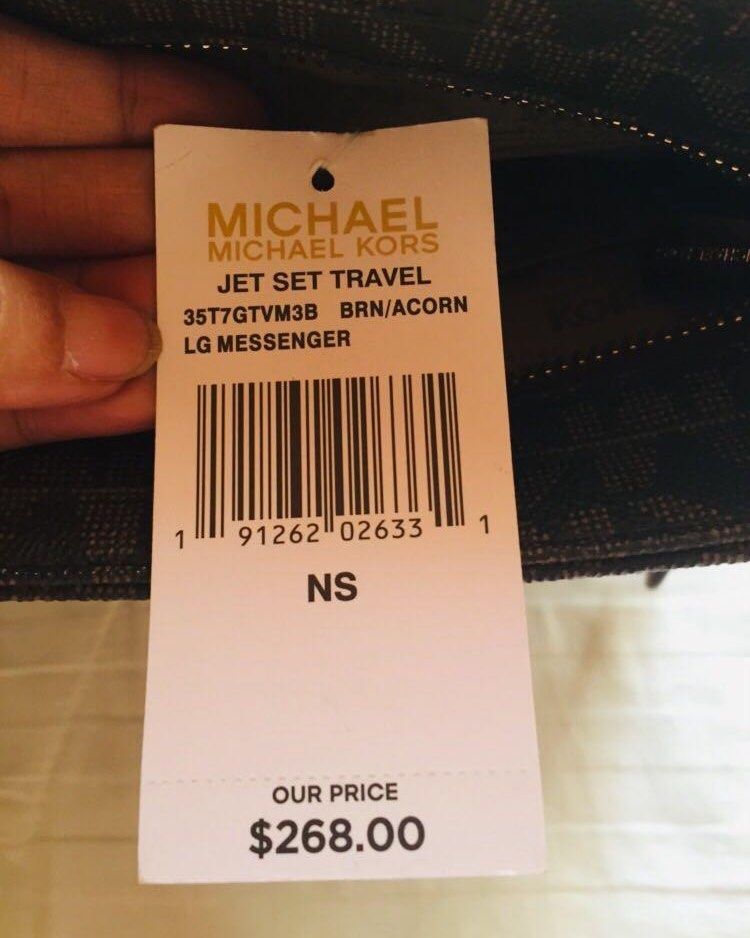 MICHAEL
MICHAEL KORS
JET SET TRAVEL
35T7GTVM3B BRN/ACORN
LG MESSENGER
1 91262 02633 1
NS
OUR PRICE
$268.00